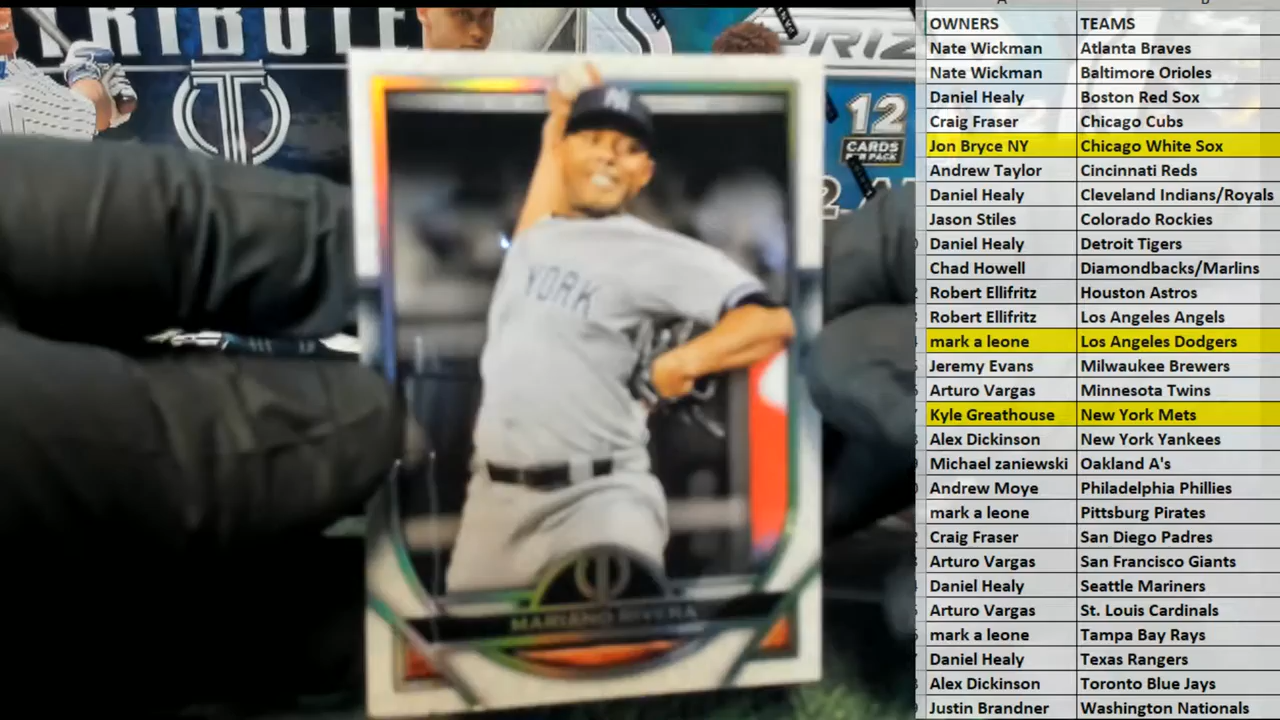 TRIBUTE
PRIZ
12
CARDS
PER PACK
YORK
MARIANO RIVERA
OWNERS TEAMS
Nate Wickman Atlanta Braves
Nate Wickman Baltimore Orioles
Daniel Healy Boston Red Sox
Craig Fraser Chicago Cubs
Jon Bryce NY Chicago White Sox
Andrew Taylor Cincinnati Reds
Daniel Healy Cleveland Indians/Royals
Jason Stiles Colorado Rockies
Daniel Healy Detroit Tigers
Chad Howell Diamondbacks/Marlins
Robert Ellifritz Houston Astros
Robert Ellifritz Los Angeles Angels
mark a leone Los Angeles Dodgers
Jeremy Evans Milwaukee Brewers
Arturo Vargas Minnesota Twins
Kyle Greathouse New York Mets
Alex Dickinson New York Yankees
Michael zaniewski Oakland A's
Andrew Moye Philadelphia Phillies
mark a leone Pittsburg Pirates
Craig Fraser San Diego Padres
Arturo Vargas San Francisco Giants
Daniel Healy Seattle Mariners
Arturo Vargas St. Louis Cardinals
mark a leone Tampa Bay Rays
Daniel Healy Texas Rangers
Alex Dickinson Toronto Blue Jays
Justin Brandner Washington Nationals